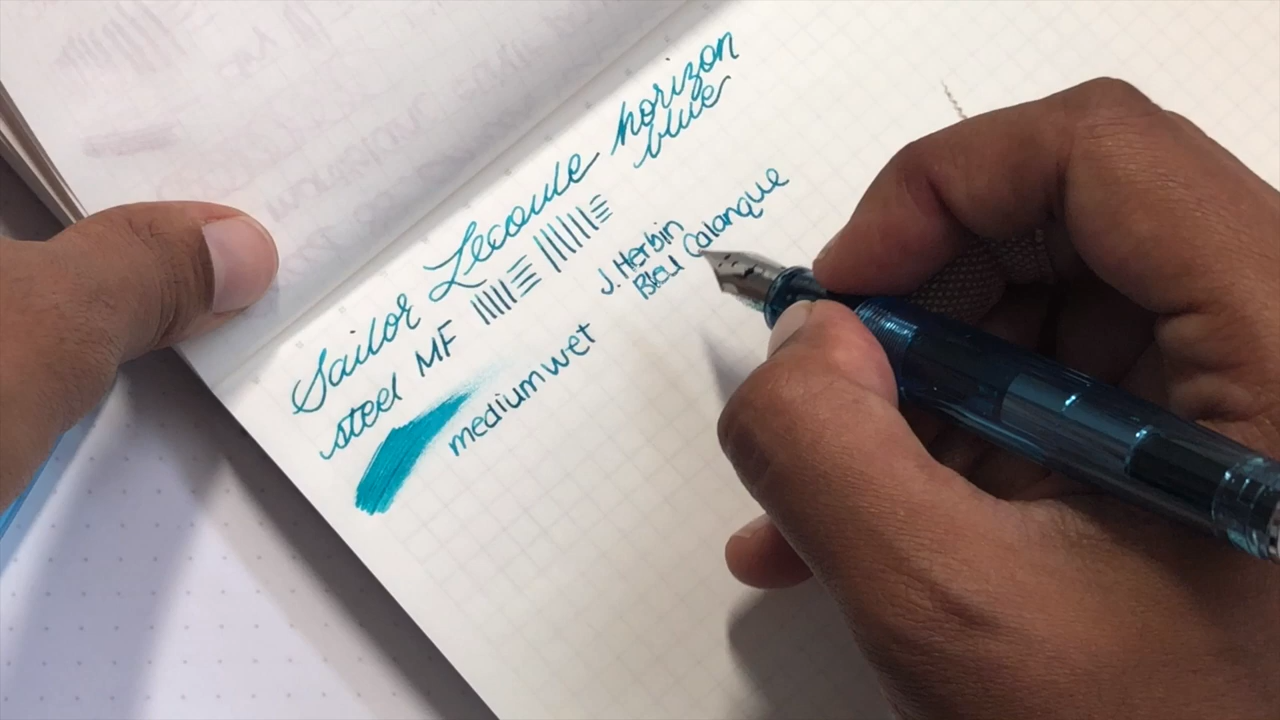 Sailor Lecoule horizon
blue
steel MF
medium wet
J. Herbin
Bleu Calanque